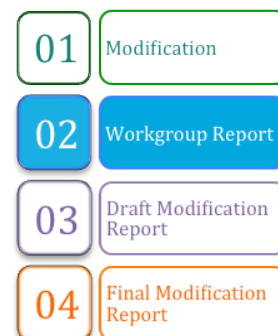 01 Modification
02 Workgroup Report
03 Draft Modification
Report
04 Final Modification
Report